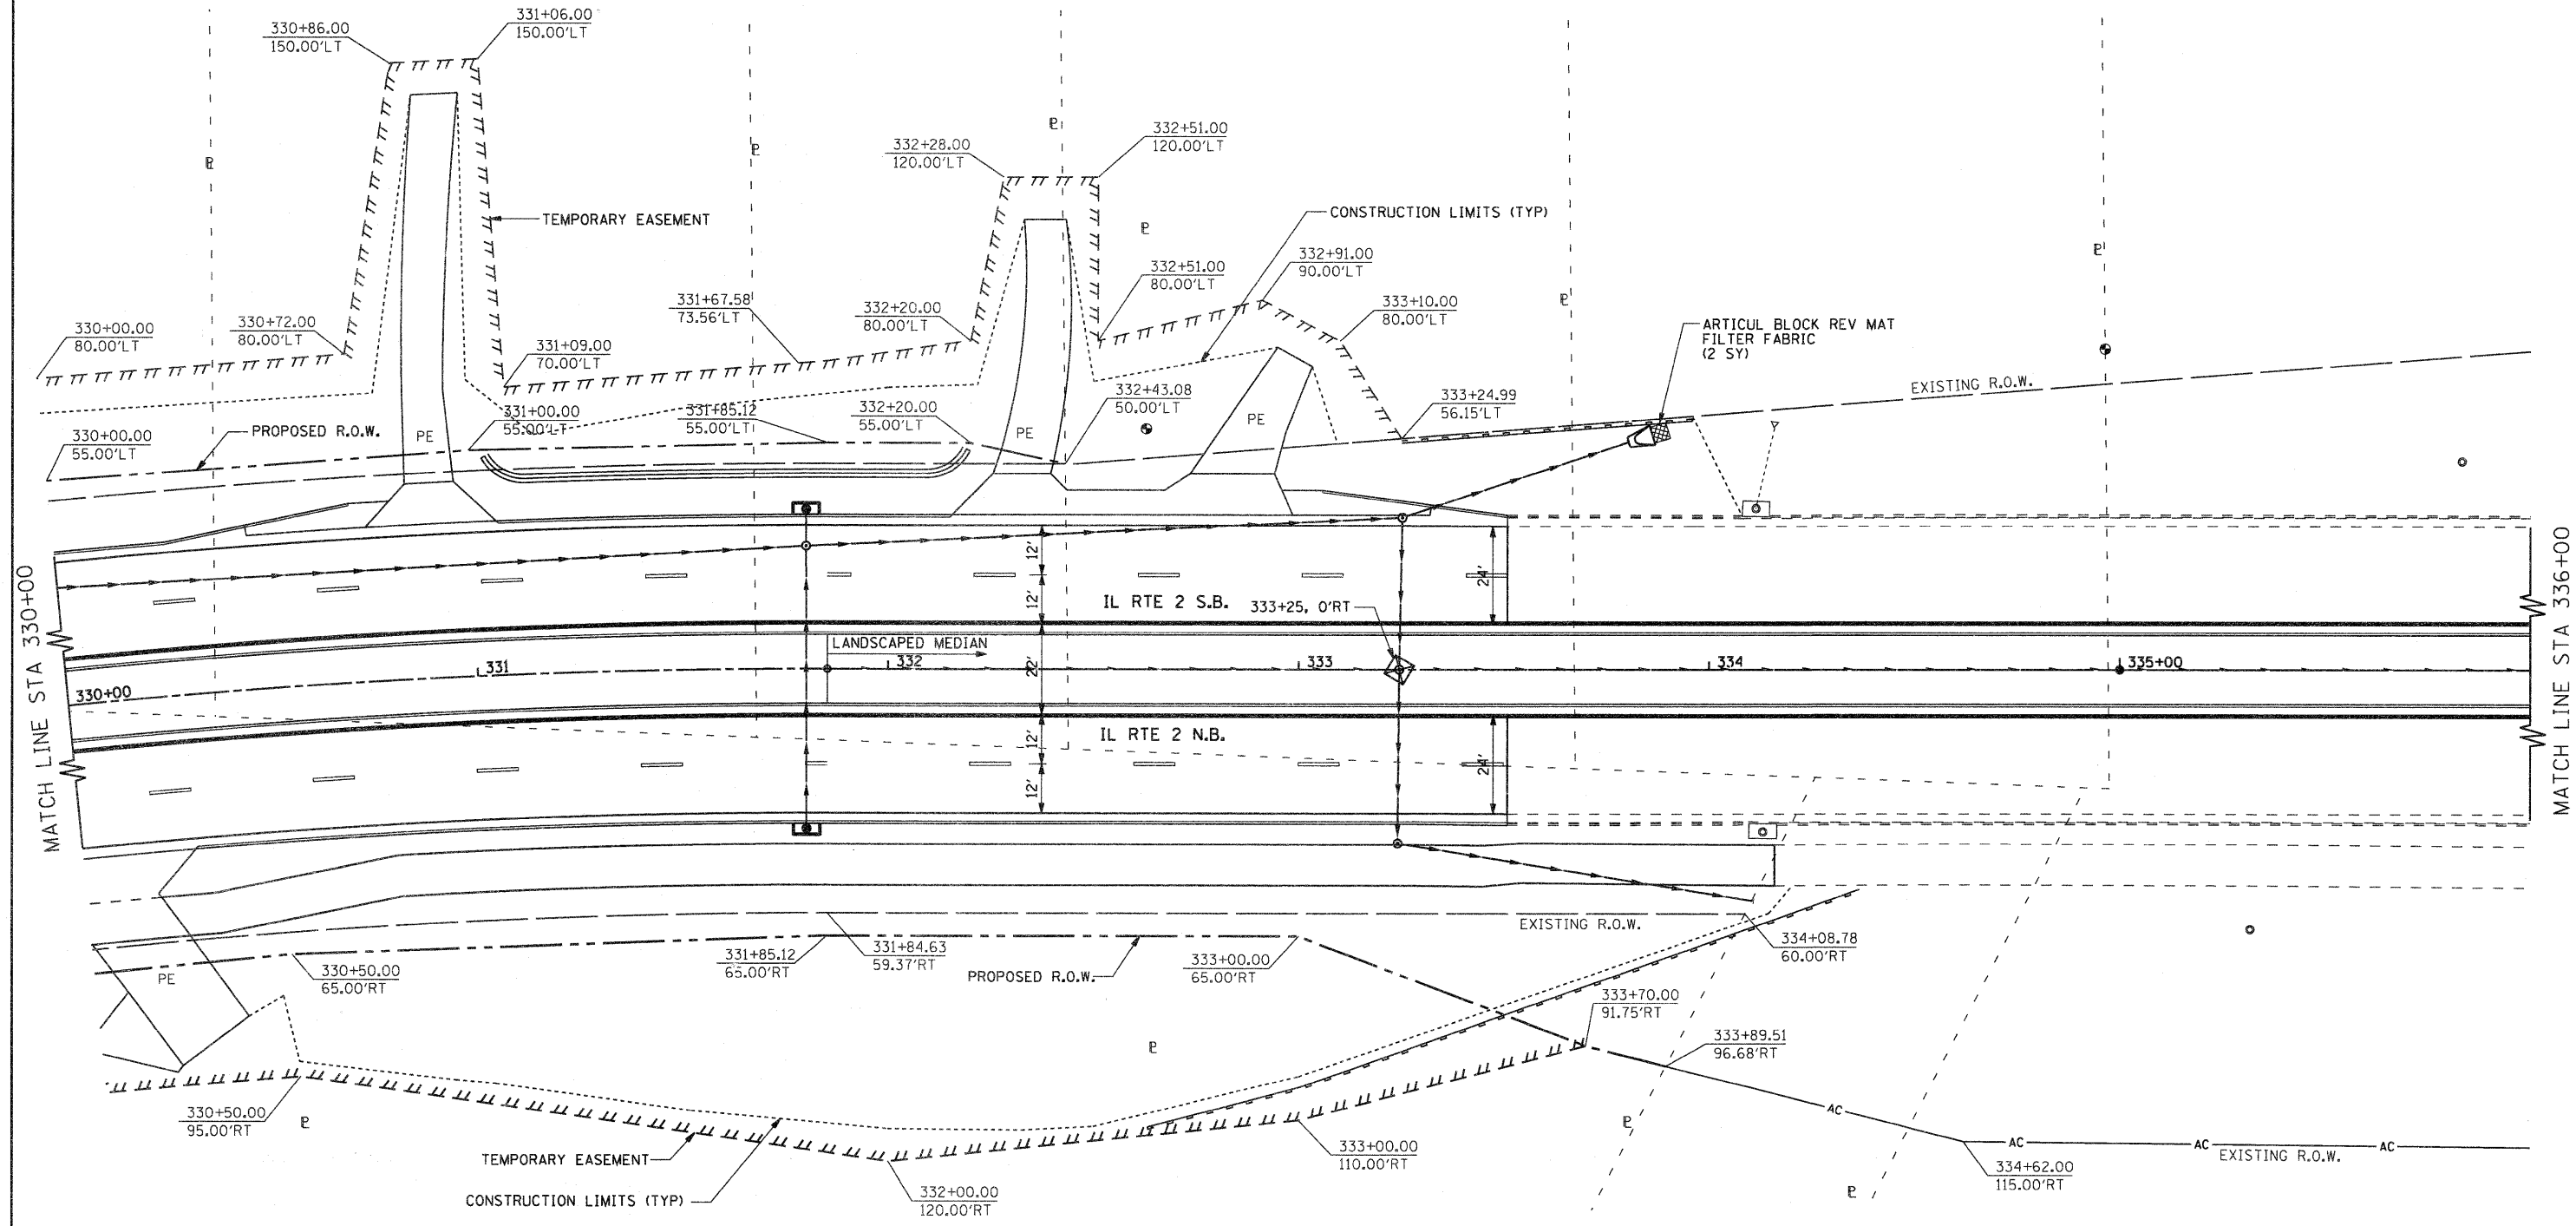 330+86.00
150.00'LT
331+06.00
150.00'LT
332+28.00
120.00'LT
332+51.00
120.00'LT
TEMPORARY EASEMENT
CONSTRUCTION LIMITS (TYP)
332+91.00
90.00'LT
332+51.00
80.00'LT
333+10.00
80.00'LT
331+67.58
73.56'LT
332+20.00
80.00'LT
330+00.00
80.00'LT
330+72.00
80.00'LT
331+09.00
70.00'LT
ARTICUL BLOCK REV MAT
FILTER FABRIC
(2 SY)
EXISTING R.O.W.
332+43.08
50.00'LT
333+24.99
56.15'LT
331+00.00
55.00'LT
331+85.12
55.00'LT
332+20.00
55.00'LT
330+00.00
55.00'LT
PROPOSED R.O.W.
PE
PE
PE
12'
12'
24'
IL RTE 2 S.B.
333+25, 0'RT
LANDSCAPED MEDIAN
22'
330+00
331
332
333
334
335+00
MATCH LINE STA 330+00
MATCH LINE STA 336+00
IL RTE 2 N.B.
12'
12'
24'
EXISTING R.O.W.
334+08.78
60.00'RT
331+84.63
59.37'RT
331+85.12
65.00'RT
330+50.00
65.00'RT
PE
PROPOSED R.O.W.
333+00.00
65.00'RT
333+70.00
91.75'RT
333+89.51
96.68'RT
330+50.00
95.00'RT
AC
AC
AC
AC
EXISTING R.O.W.
334+62.00
115.00'RT
333+00.00
110.00'RT
TEMPORARY EASEMENT
CONSTRUCTION LIMITS (TYP)
332+00.00
120.00'RT